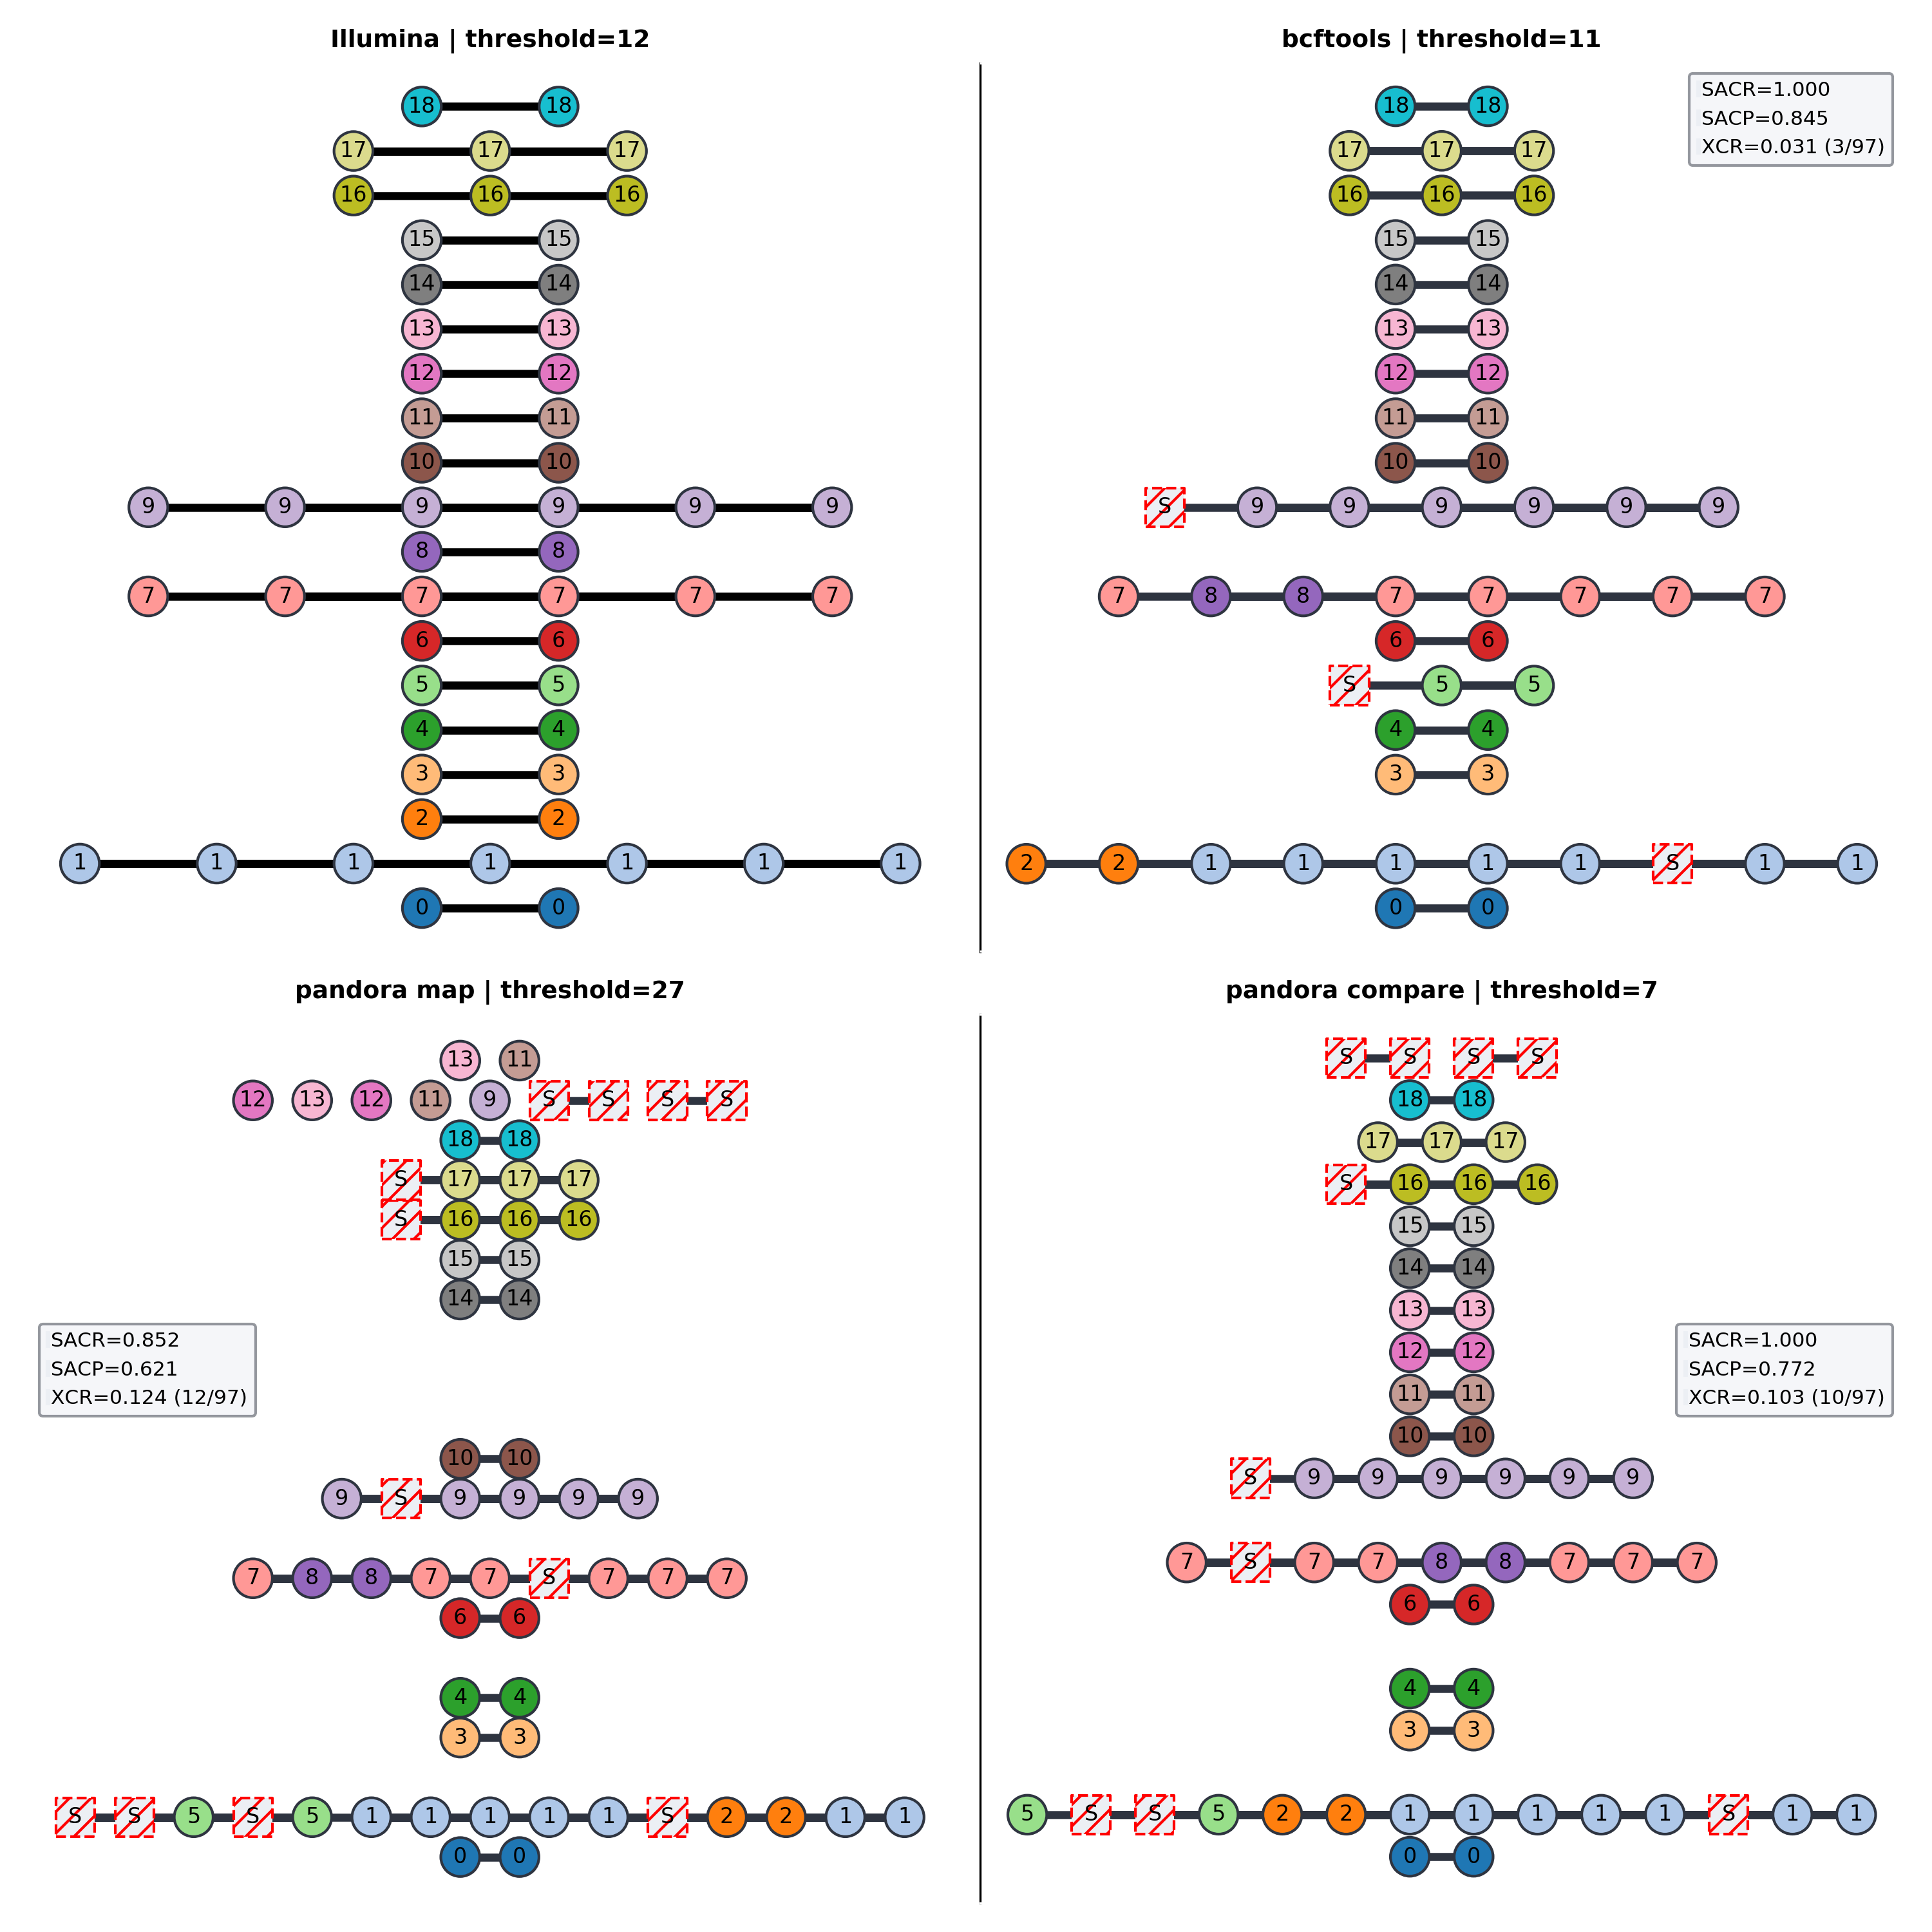 Illumina | threshold=12
18 18
17 17 17
16 16 16
15 15
14 14
13 13
12 12
11 11
10 10
9 9 9 9 9 9
8 8
7 7 7 7 7 7
6 6
5 5
4 4
3 3
2 2
1 1 1 1 1 1 1
0 0
bcftools | threshold=11
SACR=1.000
SACP=0.845
XCR=0.031 (3/97)
18 18
17 17 17
16 16 16
15 15
14 14
13 13
12 12
11 11
10 10
S 9 9 9 9 9 9
7 8 8 7 7 7 7 7
6 6
S 5 5
4 4
3 3
2 2 1 1 1 1 1 S 1 1
0 0
pandora map | threshold=27
13 11
12 13 12 11 9 S S S S
18 18
S 17 17 17
S 16 16 16
15 15
14 14
SACR=0.852
SACP=0.621
XCR=0.124 (12/97)
10 10
9 S 9 9 9 9
7 8 8 7 7 S 7 7 7
6 6
4 4
3 3
S S 5 S 5 1 1 1 1 1 S 2 2 1 1
0 0
pandora compare | threshold=7
S S S S
18 18
17 17 17
S 16 16 16
15 15
14 14
13 13
12 12
11 11
10 10
SACR=1.000
SACP=0.772
XCR=0.103 (10/97)
S 9 9 9 9 9 9
7 S 7 7 8 8 7 7 7
6 6
4 4
3 3
5 S S 5 2 2 1 1 1 1 1 S 1 1
0 0